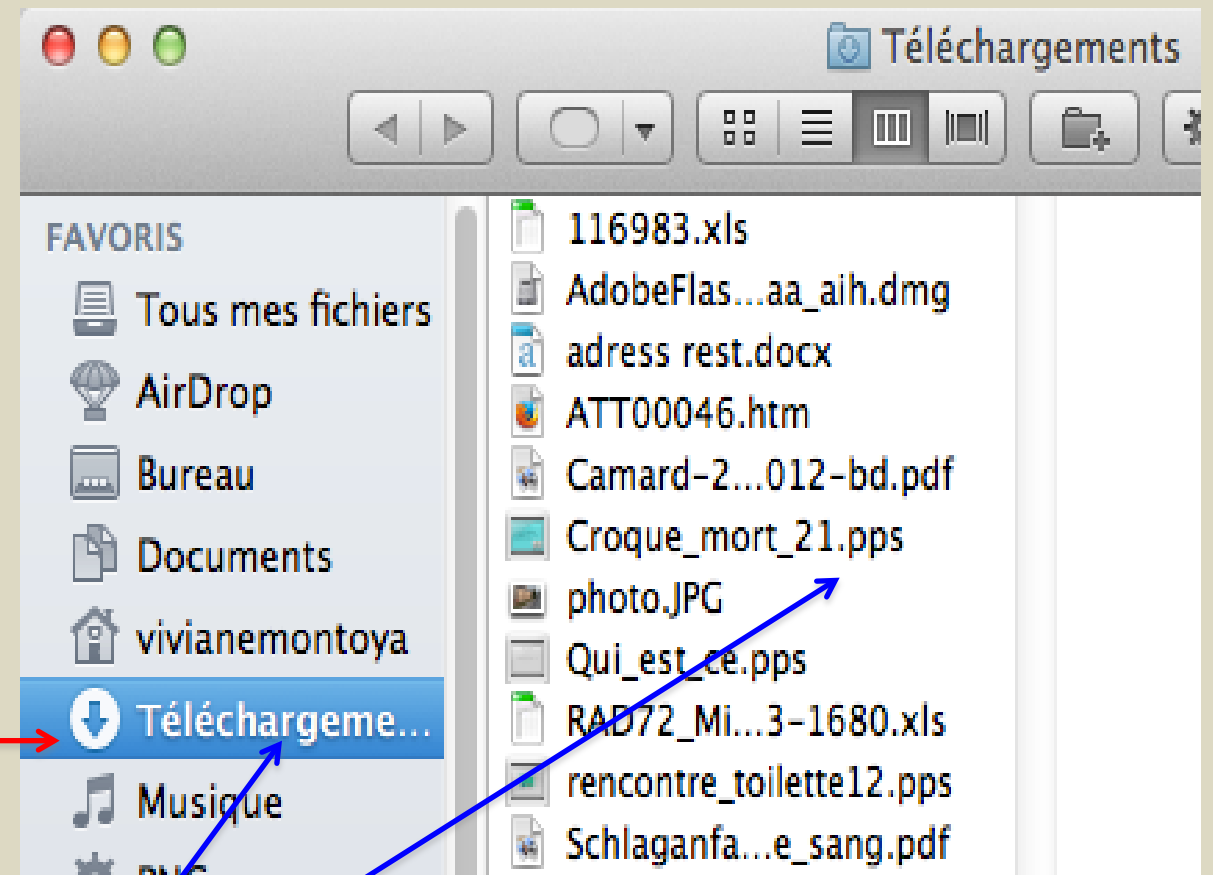 Téléchargements
FAVORIS
Tous mes fichiers
AirDrop
Bureau
Documents
vivianemontoya
Téléchargeme...
Musique
116983.xls
AdobeFlas...aa_aih.dmg
adress rest.docx
ATT00046.htm
Camard-2...012-bd.pdf
Croque_mort_21.pps
photo.JPG
Qui_est_ce.pps
RAD72_Mi...3-1680.xls
rencontre_toilette12.pps
Schlaganfa...e_sang.pdf